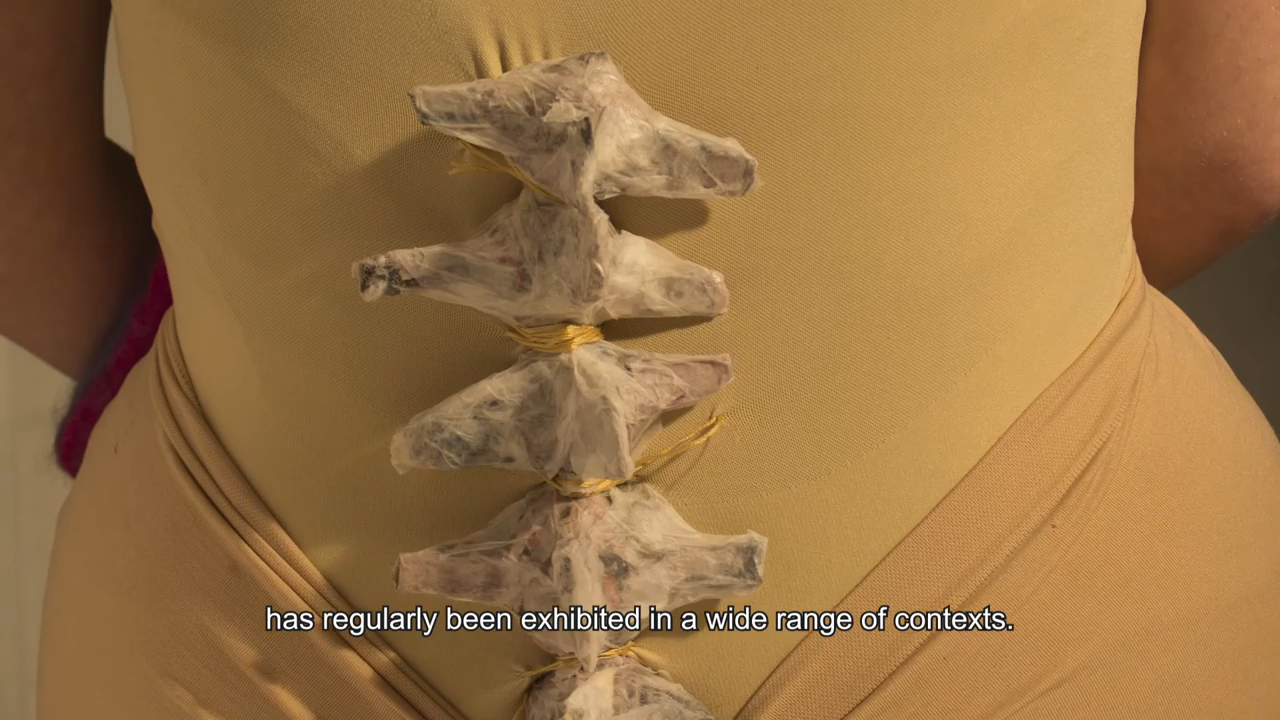 has regularly been exhibited in a wide range of contexts.